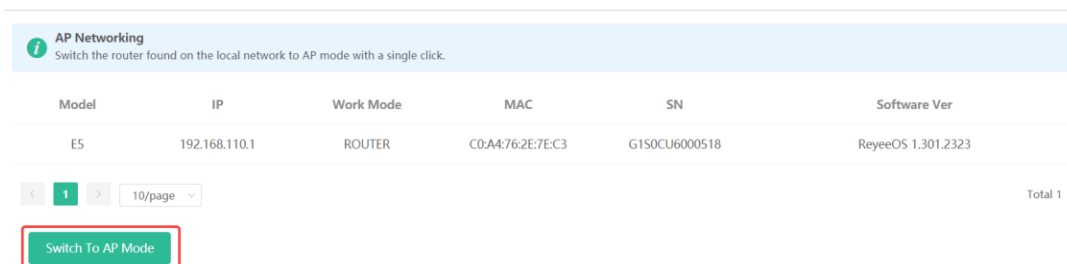 AP Networking
Switch the router found on the local network to AP mode with a single click.
Model IP Work Mode MAC SN Software Ver
E5 192.168.110.1 ROUTER C0:A4:76:2E:7E:C3 G1S0CU6000518 ReyeeOS 1.301.2323
< 1 > 10/page Total 1
Switch To AP Mode